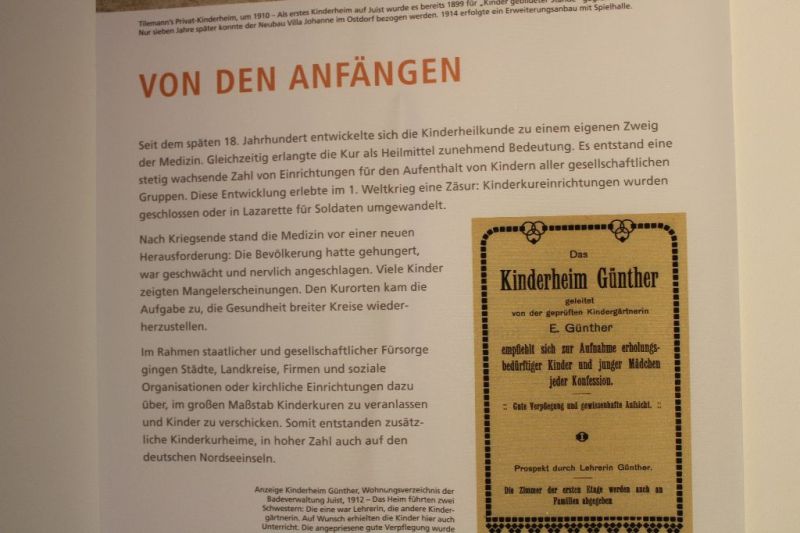 Tilemann's Privat-Kinderheim, um 1910 – Als erstes Kinderheim auf Juist wurde es bereits 1899 für „Kinder gebildeter Stände"
Nur sieben Jahre später konnte der Neubau Villa Johanne im Ostdorf bezogen werden. 1914 erfolgte ein Erweiterungsanbau mit Spielhalle.
VON DEN ANFÄNGEN
Seit dem späten 18. Jahrhundert entwickelte sich die Kinderheilkunde zu einem eigenen Zweig
der Medizin. Gleichzeitig erlangte die Kur als Heilmittel zunehmend Bedeutung. Es entstand eine
stetig wachsende Zahl von Einrichtungen für den Aufenthalt von Kindern aller gesellschaftlichen
Gruppen. Diese Entwicklung erlebte im 1. Weltkrieg eine Zäsur: Kinderkureinrichtungen wurden
geschlossen oder in Lazarette für Soldaten umgewandelt.
Nach Kriegsende stand die Medizin vor einer neuen
Herausforderung: Die Bevölkerung hatte gehungert,
war geschwächt und nervlich angeschlagen. Viele Kinder
zeigten Mangelerscheinungen. Den Kurorten kam die
Aufgabe zu, die Gesundheit breiter Kreise wieder-
herzustellen.
Im Rahmen staatlicher und gesellschaftlicher Fürsorge
gingen Städte, Landkreise, Firmen und soziale
Organisationen oder kirchliche Einrichtungen dazu
über, im großen Maßstab Kinderkuren zu veranlassen
und Kinder zu verschicken. Somit entstanden zusätz-
liche Kinderkurheime, in hoher Zahl auch auf den
deutschen Nordseeinseln.
Anzeige Kinderheim Günther, Wohnungsverzeichnis der
Badeverwaltung Juist, 1912 – Das Heim führten zwei
Schwestern: Die eine war Lehrerin, die andere Kinder-
gärtnerin. Auf Wunsch erhielten die Kinder hier auch
Unterricht. Die angepriesene gute Verpflegung wurde
Das
Kinderheim Günther
geleitet
von der geprüften Kindergärtnerin
E. Günther
empfiehlt sich zur Aufnahme erholungs-
bedürftiger Kinder und junger Mädchen
jeder Konfession.
:: Gute Verpflegung und gewissenhafte Aufsicht. ::
Prospekt durch Lehrerin Günther.
Die Zimmer der ersten Etage werden auch an
Familien abgegeben